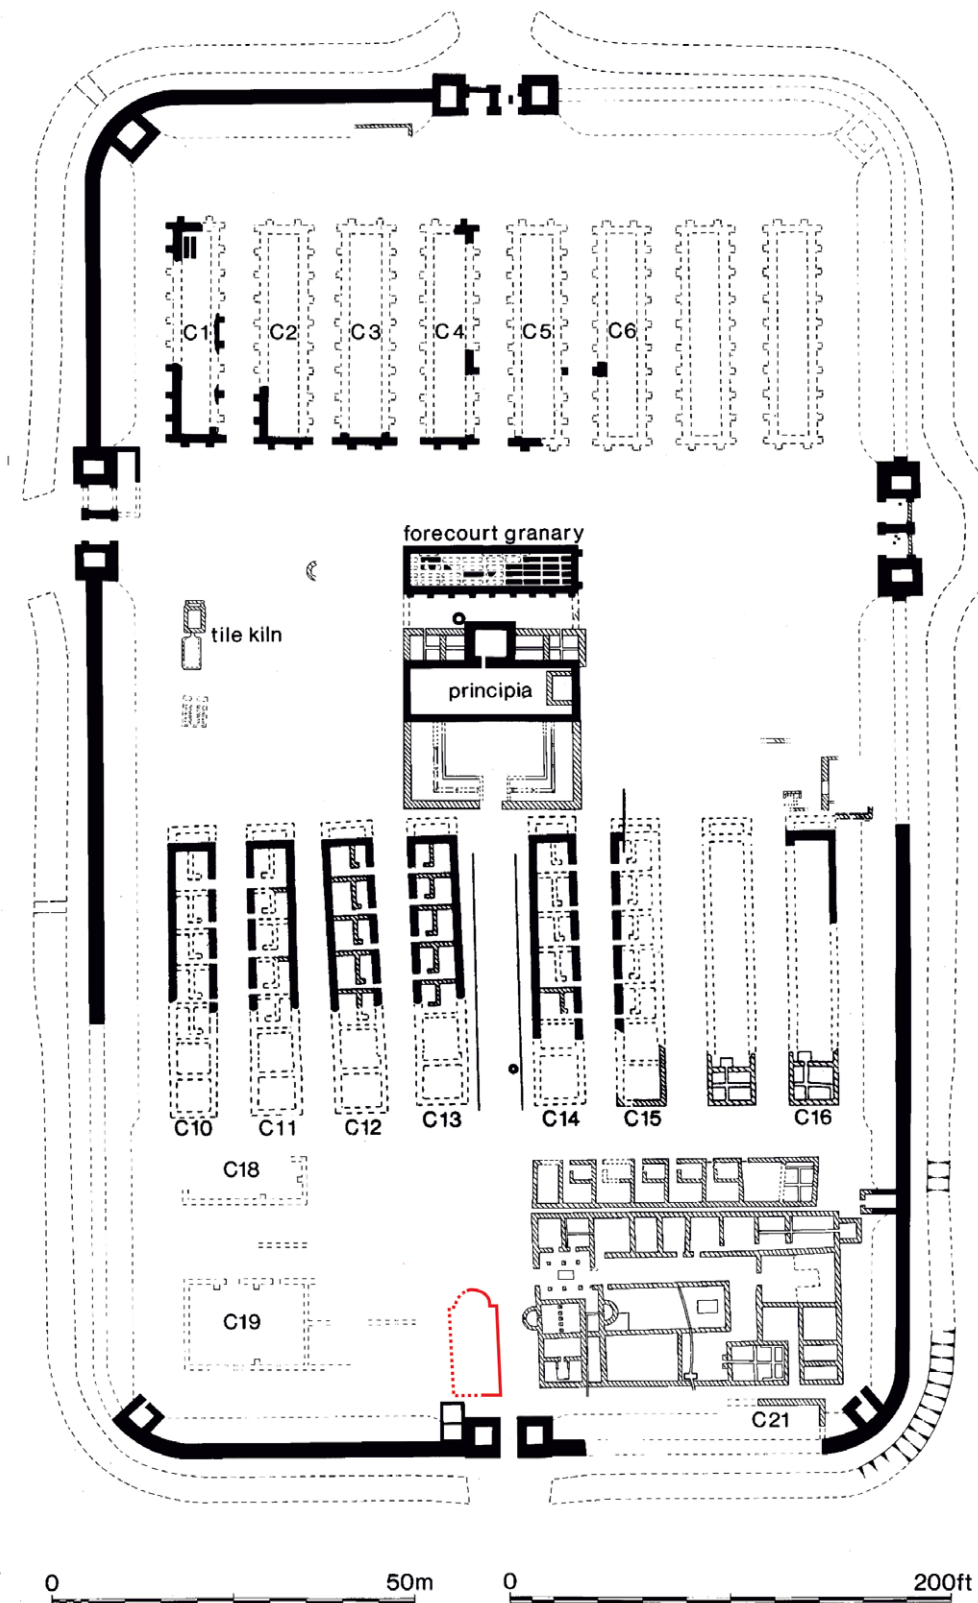 C1 C2 C3 C4 C5 C6
forecourt granary
tile kiln
principia
C10 C11 C12 C13 C14 C15 C16
C18
C19
C21
0 50m 0 200ft